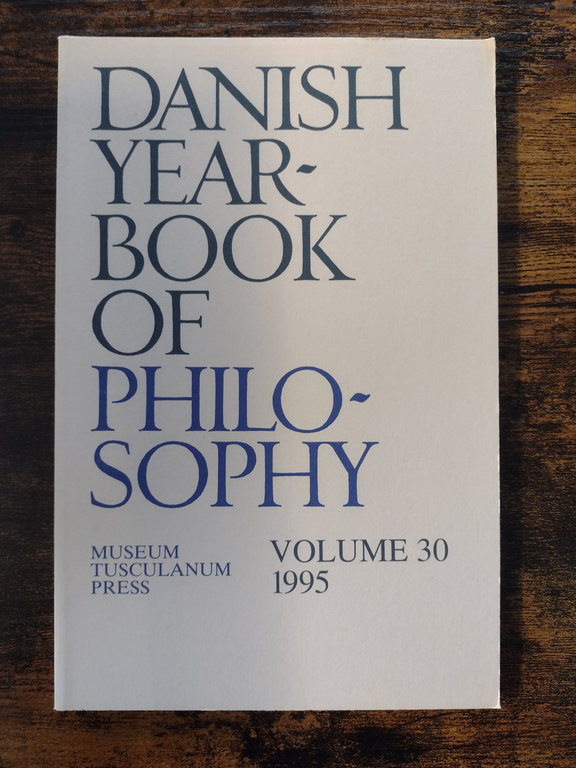 DANISH
YEAR-
BOOK
OF
PHILO-
SOPHY
MUSEUM
TUSCULANUM
PRESS
VOLUME 30
1995